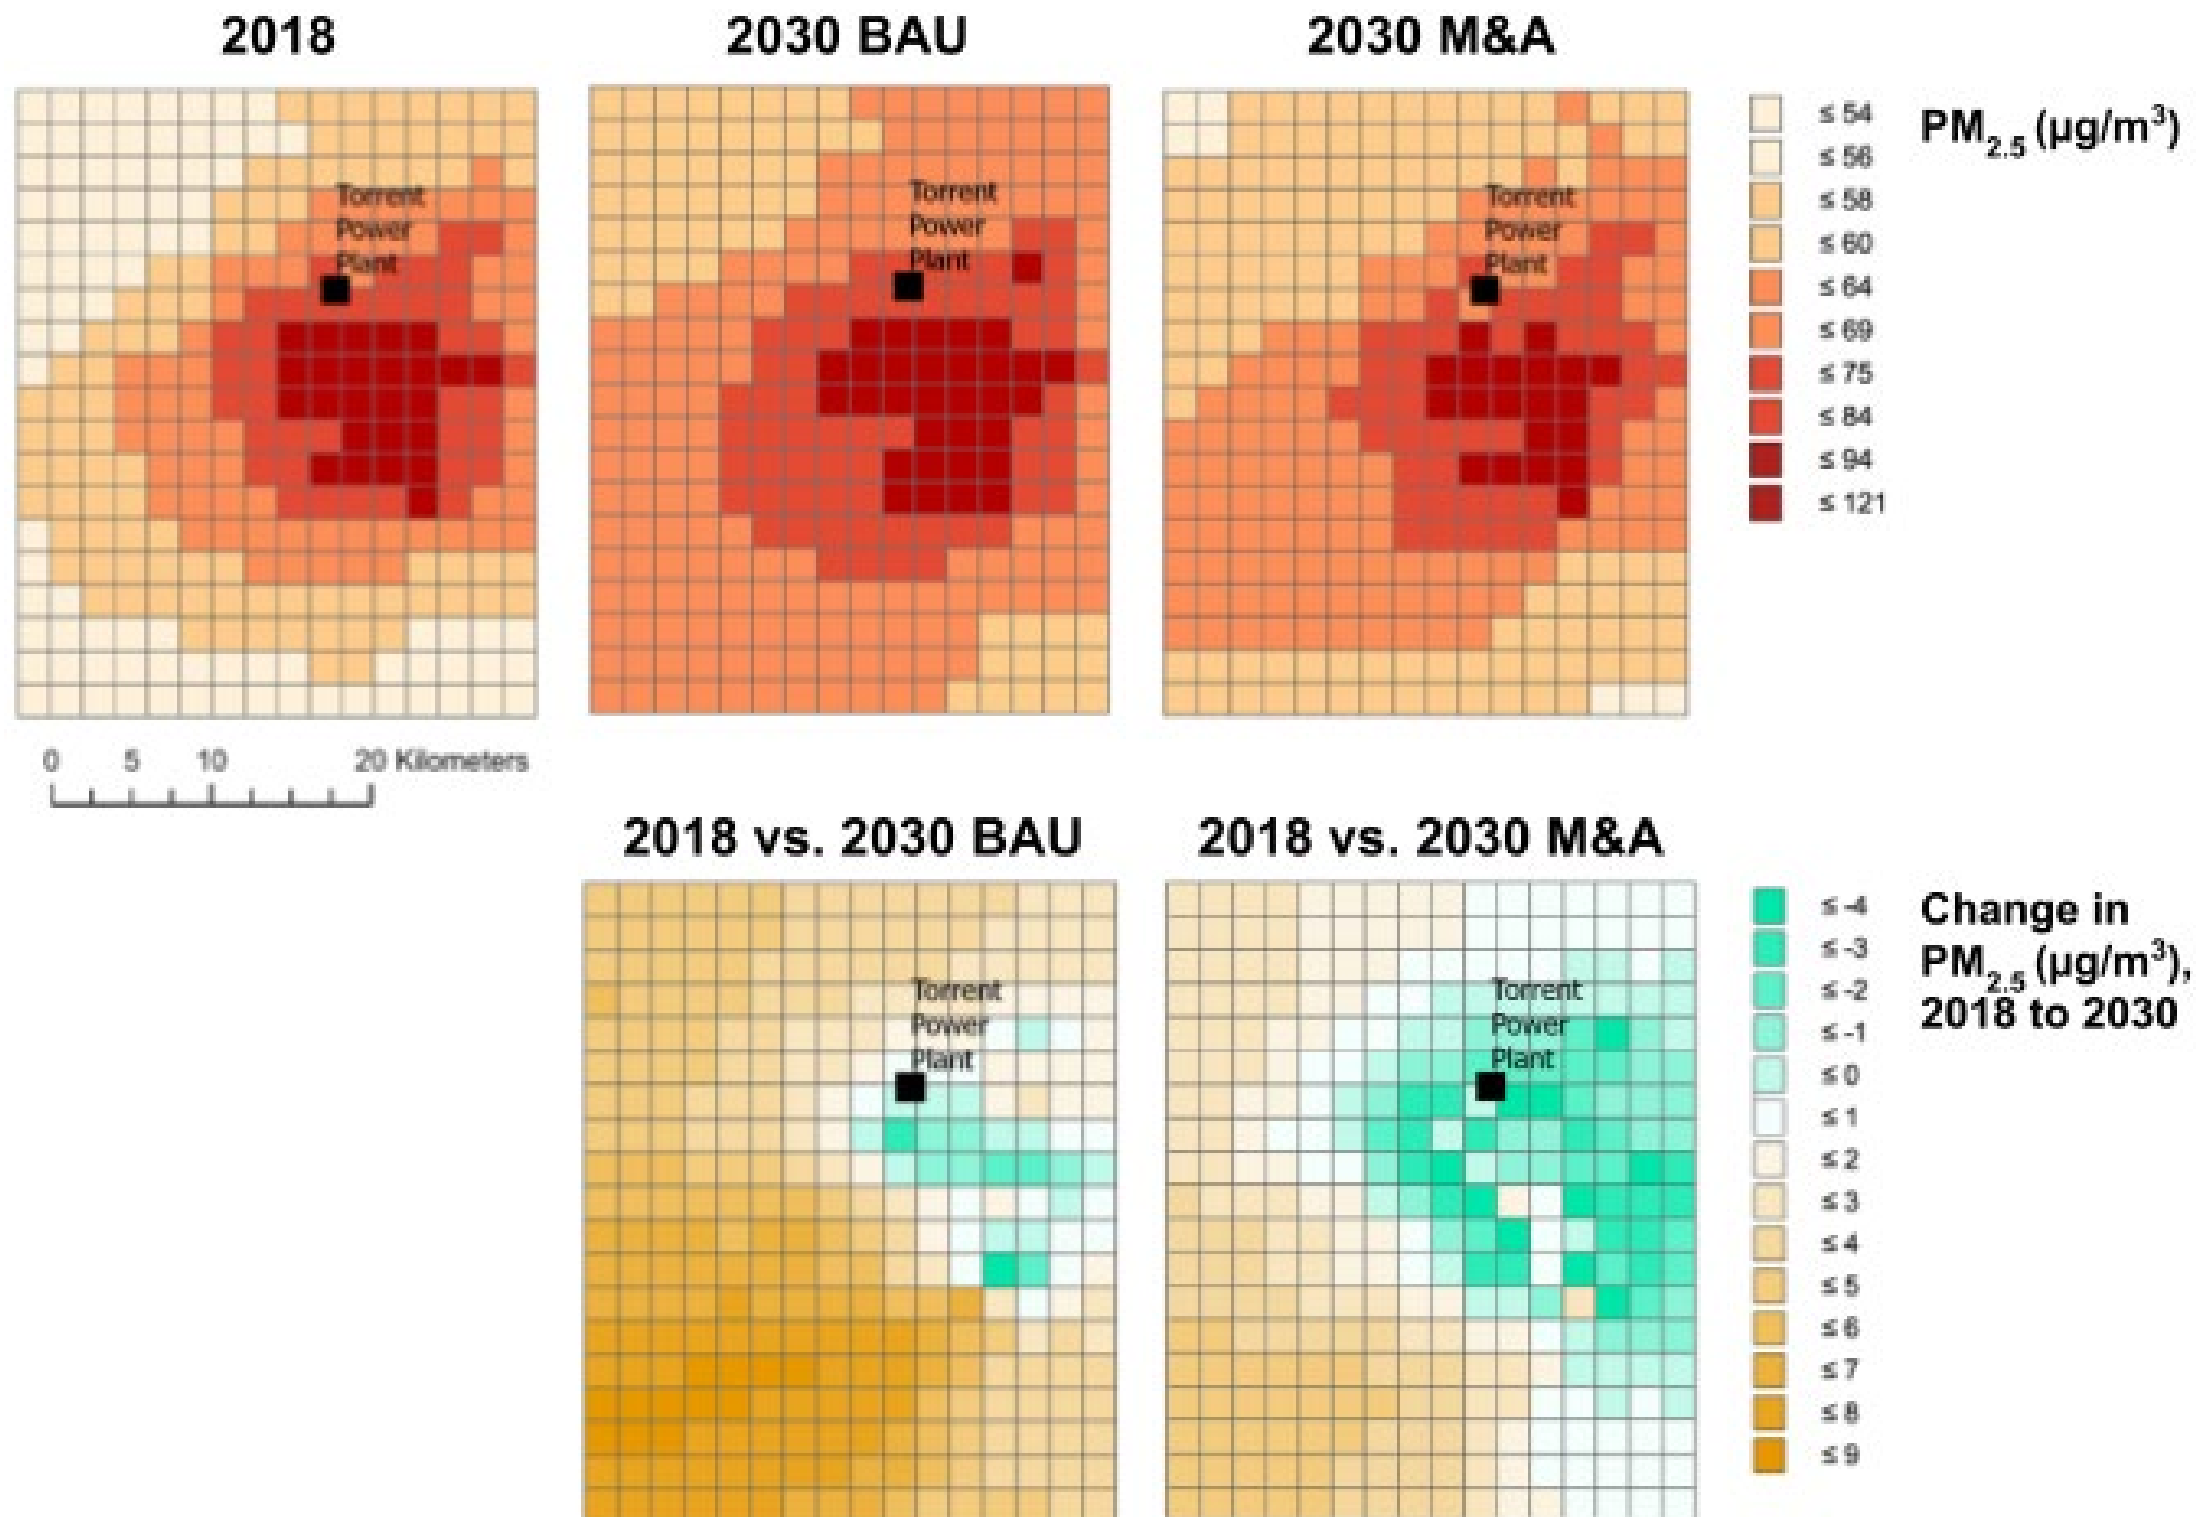 2018
2030 BAU
2030 M&A
Torrent
Power
Plant
Torrent
Power
Plant
Torrent
Power
Plant
≤ 54
≤ 56
≤ 58
≤ 60
≤ 64
≤ 69
≤ 75
≤ 84
≤ 94
≤ 121
PM2.5 (µg/m³)
0 5 10 20 Kilometers
2018 vs. 2030 BAU
2018 vs. 2030 M&A
Torrent
Power
Plant
Torrent
Power
Plant
≤ -4
≤ -3
≤ -2
≤ -1
≤ 0
≤ 1
≤ 2
≤ 3
≤ 4
≤ 5
≤ 6
≤ 7
≤ 8
≤ 9
Change in
PM2.5 (µg/m³),
2018 to 2030